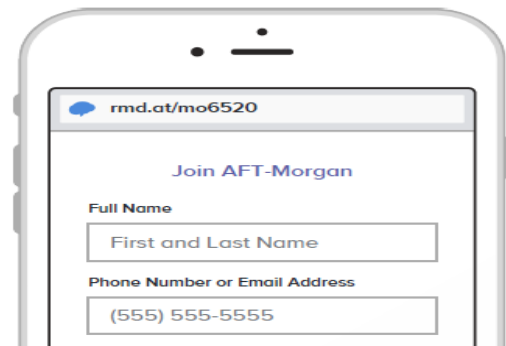 rmd.at/mo6520
Join AFT-Morgan
Full Name
First and Last Name
Phone Number or Email Address
(555) 555-5555